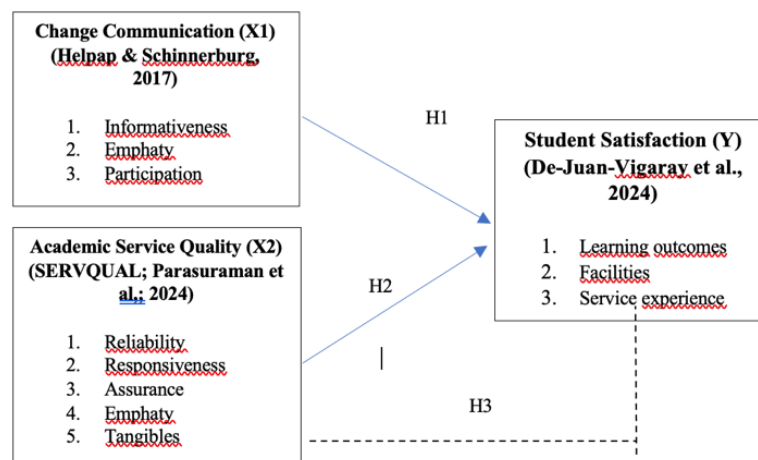 Change Communication (X1)
(Helpap & Schinnerburg,
2017)
1. Informativeness
2. Emphaty
3. Participation
H1
Student Satisfaction (Y)
(De-Juan-Vigaray et al.,
2024)
1. Learning outcomes
2. Facilities
3. Service experience
Academic Service Quality (X2)
(SERVQUAL; Parasuraman et
al.; 2024)
1. Reliability
2. Responsiveness
3. Assurance
4. Emphaty
5. Tangibles
H2
H3